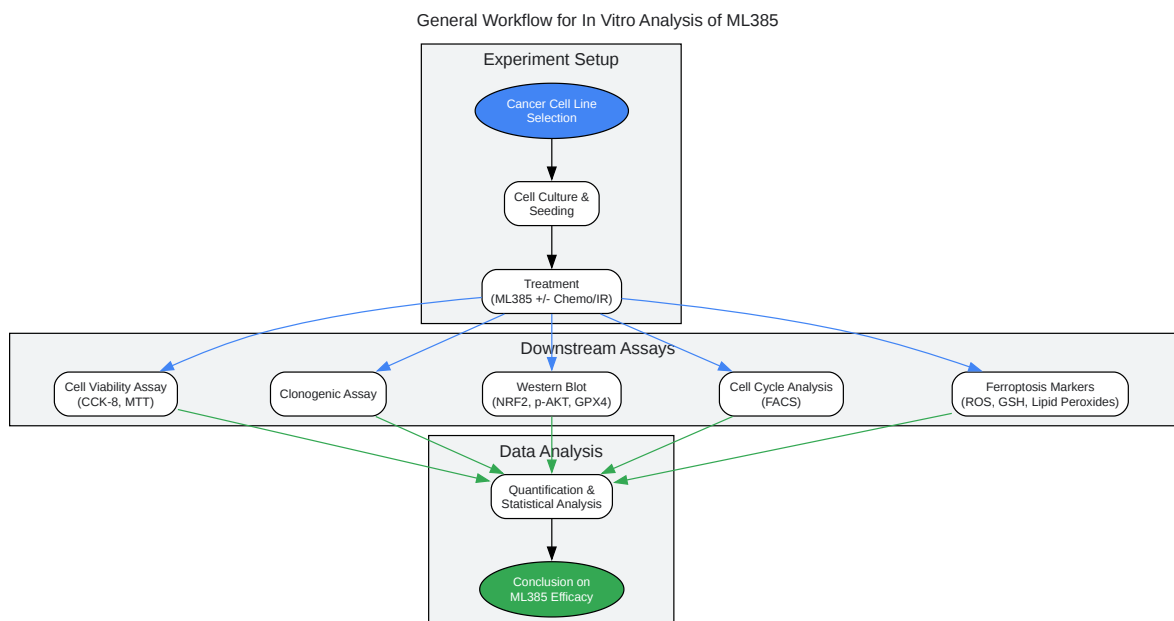 General Workflow for In Vitro Analysis of ML385
Experiment Setup
Cancer Cell Line
Selection
Cell Culture &
Seeding
Treatment
(ML385 +/- Chemo/IR)
Downstream Assays
Cell Viability Assay
(CCK-8, MTT)
Clonogenic Assay
Western Blot
(NRF2, p-AKT, GPX4)
Cell Cycle Analysis
(FACS)
Ferroptosis Markers
(ROS, GSH, Lipid Peroxides)
Data Analysis
Quantification &
Statistical Analysis
Conclusion on
ML385 Efficacy